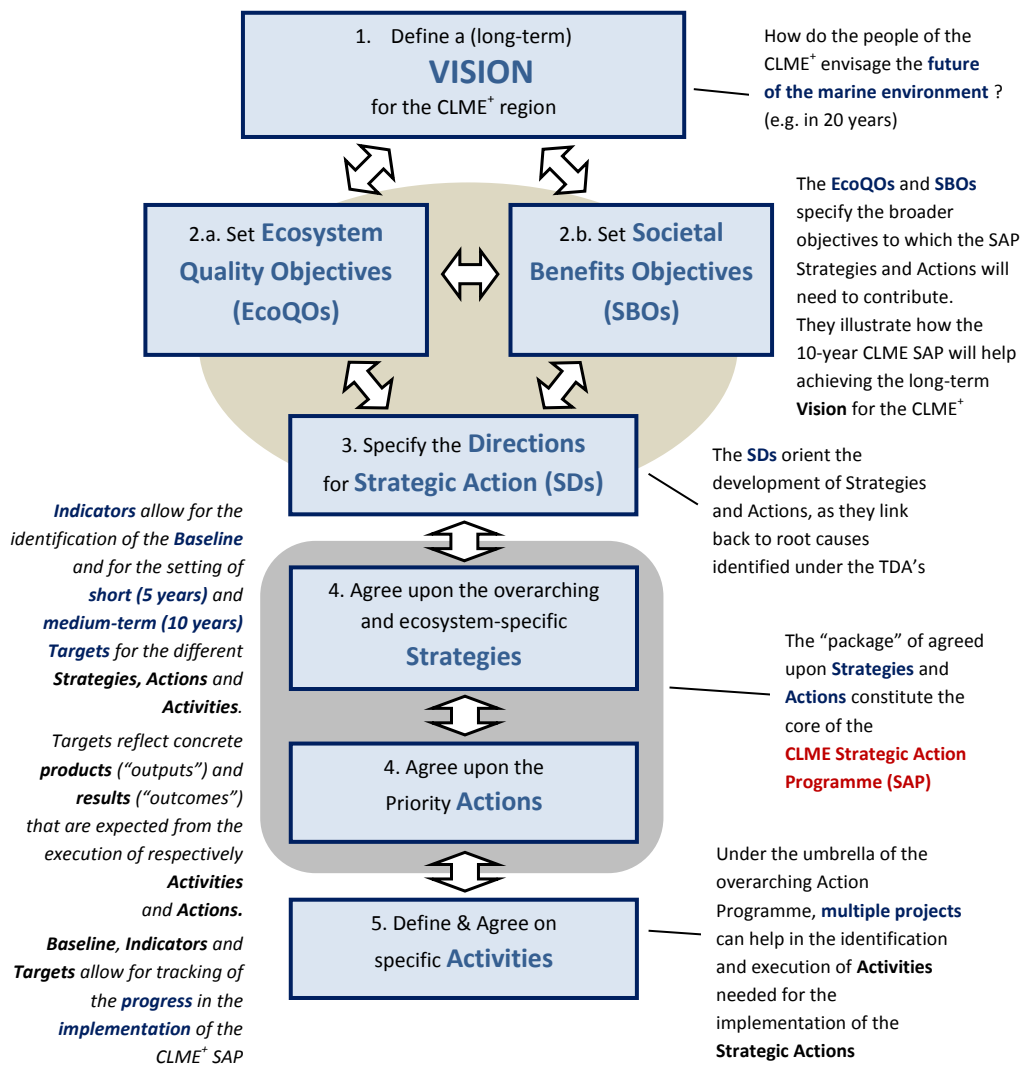 1. Define a (long-term)
VISION
for the CLME⁺ region
How do the people of the
CLME⁺ envisage the future
of the marine environment ?
(e.g. in 20 years)
2.a. Set Ecosystem
Quality Objectives
(EcoQOs)
2.b. Set Societal
Benefits Objectives
(SBOs)
The EcoQOs and SBOs
specify the broader
objectives to which the SAP
Strategies and Actions will
need to contribute.
They illustrate how the
10-year CLME SAP will help
achieving the long-term
Vision for the CLME⁺
3. Specify the Directions
for Strategic Action (SDs)
The SDs orient the
development of Strategies
and Actions, as they link
back to root causes
identified under the TDA's
Indicators allow for the
identification of the Baseline
and for the setting of
short (5 years) and
medium-term (10 years)
Targets for the different
Strategies, Actions and
Activities.
Targets reflect concrete
products (“outputs”) and
results (“outcomes”)
that are expected from the
execution of respectively
Activities
and Actions.
Baseline, Indicators and
Targets allow for tracking of
the progress in the
implementation of the
CLME⁺ SAP
4. Agree upon the overarching
and ecosystem-specific
Strategies
4. Agree upon the
Priority Actions
The “package” of agreed
upon Strategies and
Actions constitute the
core of the
CLME Strategic Action
Programme (SAP)
5. Define & Agree on
specific Activities
Under the umbrella of the
overarching Action
Programme, multiple projects
can help in the identification
and execution of Activities
needed for the
implementation of the
Strategic Actions